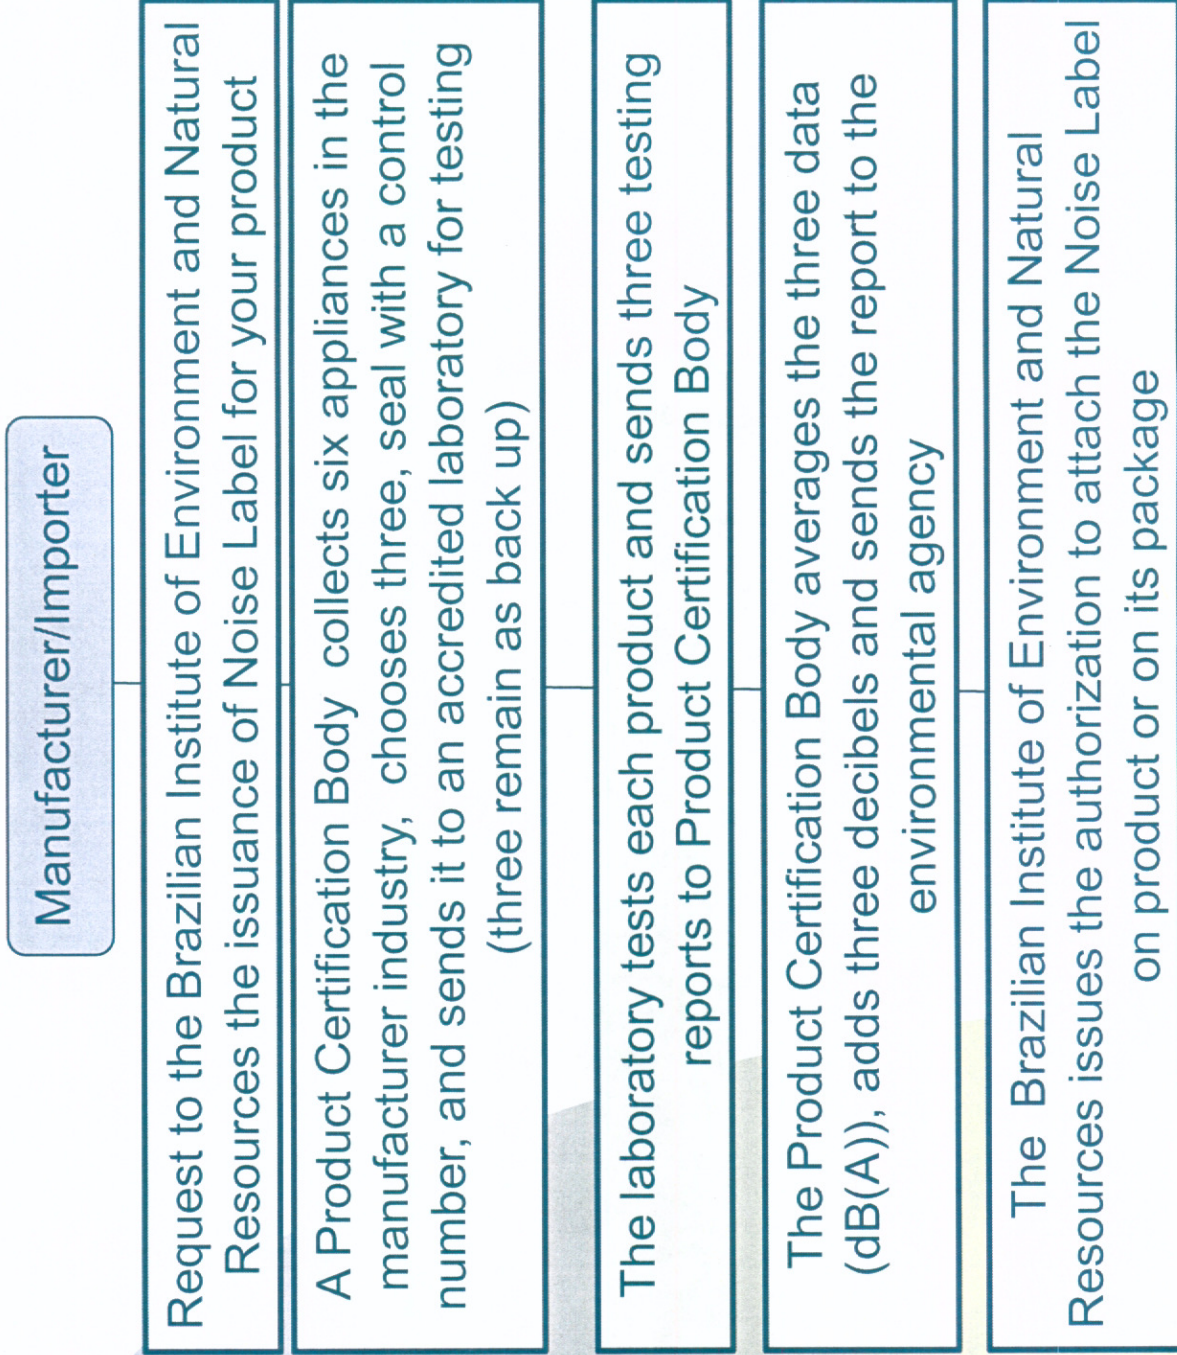 Manufacturer/Importer
Request to the Brazilian Institute of Environment and Natural
Resources the issuance of Noise Label for your product
A Product Certification Body collects six appliances in the
manufacturer industry, chooses three, seal with a control
number, and sends it to an accredited laboratory for testing
(three remain as back up)
The laboratory tests each product and sends three testing
reports to Product Certification Body
The Product Certification Body averages the three data
(dB(A)), adds three decibels and sends the report to the
environmental agency
The Brazilian Institute of Environment and Natural
Resources issues the authorization to attach the Noise Label
on product or on its package